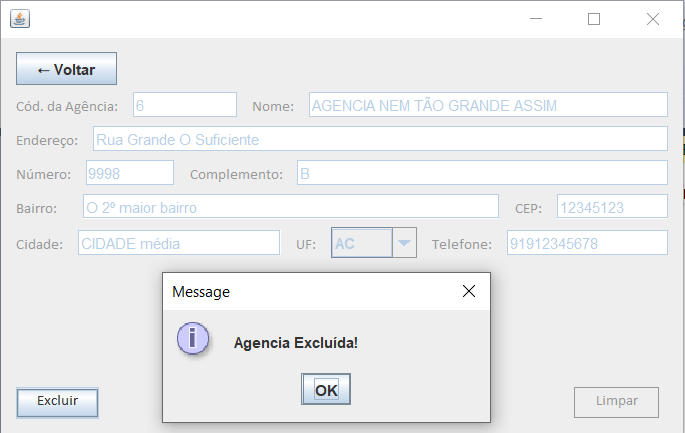 ← Voltar
Cód. da Agência: 6 Nome: AGENCIA NEM TÃO GRANDE ASSIM
Endereço: Rua Grande O Suficiente
Número: 9998 Complemento: B
Bairro: O 2º maior bairro CEP: 12345123
Cidade: CIDADE média UF: AC Telefone: 91912345678
Message
i Agencia Excluída!
OK
Excluir Limpar